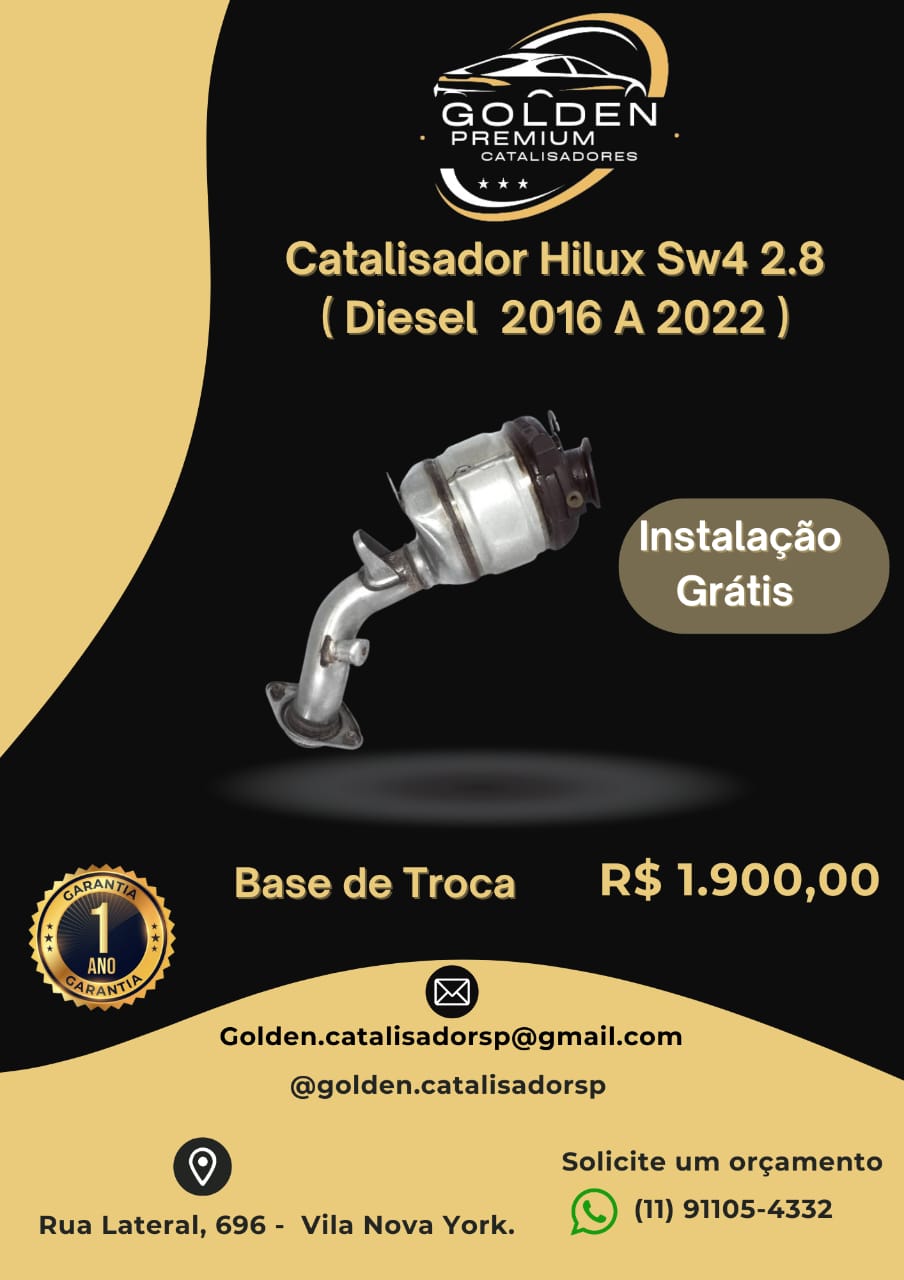 GOLDEN
PREMIUM
CATALISADORES
Catalisador Hilux Sw4 2.8
( Diesel 2016 A 2022 )
Instalação
Grátis
Base de Troca
R$ 1.900,00
GARANTIA
1
ANO
GARANTIA
Golden.catalisadorsp@gmail.com
@golden.catalisadorsp
Rua Lateral, 696 - Vila Nova York.
Solicite um orçamento
(11) 91105-4332